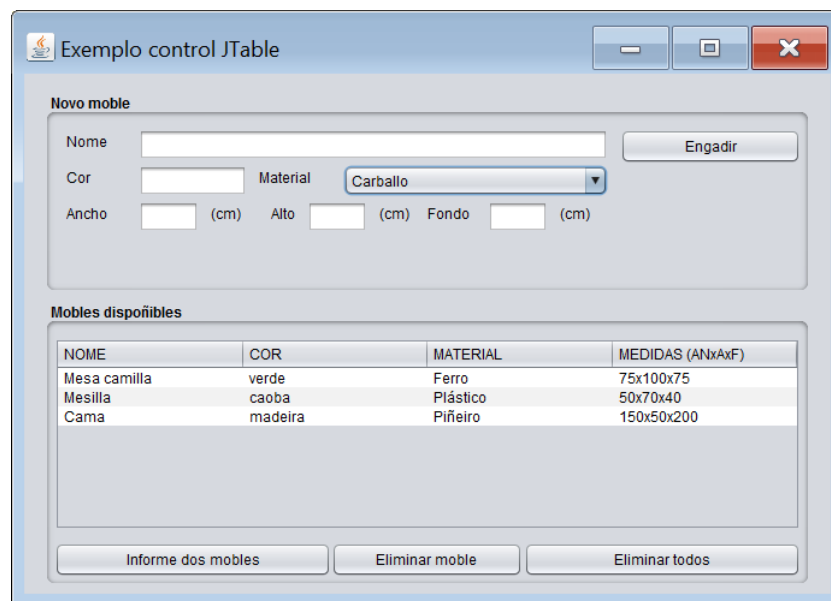 Exemplo control JTable
Novo moble
Nome
Engadir
Cor Material Carballo
Ancho (cm) Alto (cm) Fondo (cm)
Mobles dispoñibles
NOME COR MATERIAL MEDIDAS (ANxAxF)
Mesa camilla verde Ferro 75x100x75
Mesilla caoba Plástico 50x70x40
Cama madeira Piñeiro 150x50x200
Informe dos mobles Eliminar moble Eliminar todos